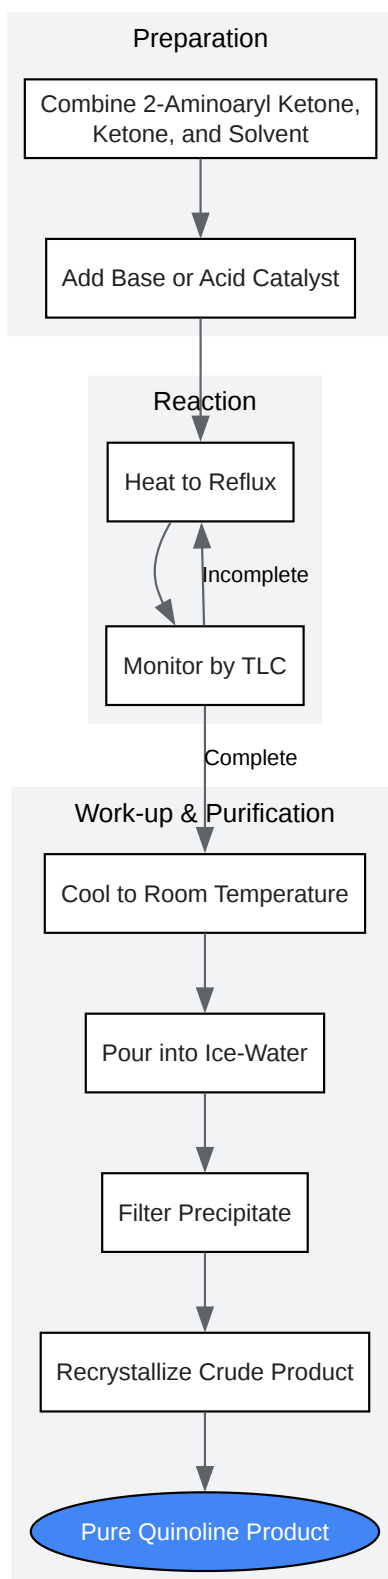 Preparation
Combine 2-Aminoaryl Ketone,
Ketone, and Solvent
Add Base or Acid Catalyst
Reaction
Heat to Reflux
Incomplete
Monitor by TLC
Complete
Work-up & Purification
Cool to Room Temperature
Pour into Ice-Water
Filter Precipitate
Recrystallize Crude Product
Pure Quinoline Product